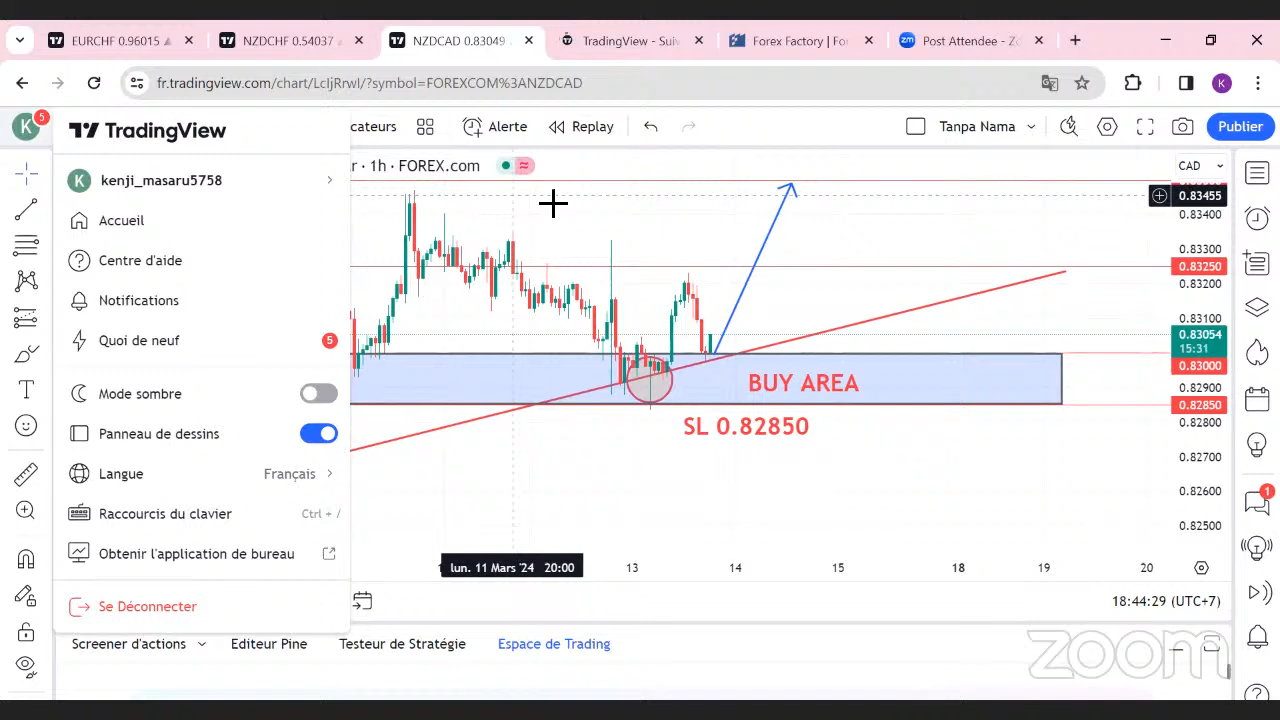 EURCHF 0.96015
NZDCHF 0.54037
NZDCAD 0.83049
TradingView - Suiv
Forex Factory | For
Post Attendee - Zo
fr.tradingview.com/chart/LcIjRrwI/?symbol=FOREXCOM%3ANZDCAD
K
K 5
TradingView
cateurs
Alerte
Replay
Tanpa Nama
Publier
r · 1h · FOREX.com
CAD
kenji_masaru5758
Accueil
Centre d'aide
Notifications
Quoi de neuf 5
Mode sombre
Panneau de dessins
Langue Français
Raccourcis du clavier Ctrl + /
Obtenir l'application de bureau
Se Déconnecter
0.83455
0.83400
0.83300
0.83250
0.83200
0.83100
0.83054
15:31
0.83000
0.82900
0.82850
0.82800
0.82700
0.82600
0.82500
BUY AREA
SL 0.82850
lun. 11 Mars '24 20:00
13 14 15 18 19 20
18:44:29 (UTC+7)
Screener d'actions
Editeur Pine
Testeur de Stratégie
Espace de Trading
zoom
1